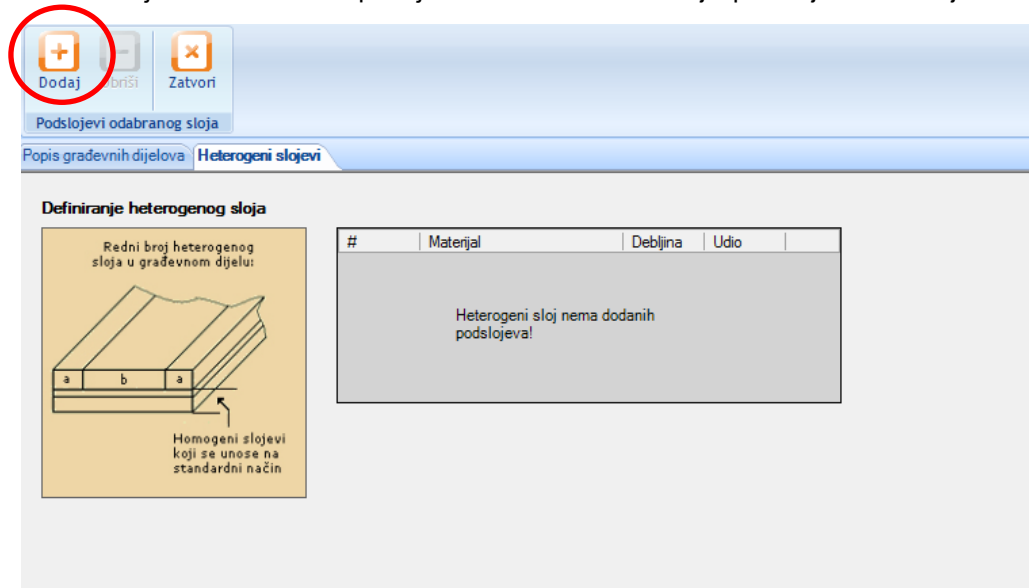 Dodaj Obriši Zatvori
Podslojevi odabranog sloja
Popis građevnih dijelova Heterogeni slojevi
Definiranje heterogenog sloja
Redni broj heterogenog
sloja u građevnom dijelu:
a b a
Homogeni slojevi
koji se unose na
standardni način
# Materijal Debljina Udio
Heterogeni sloj nema dodanih
podslojeva!